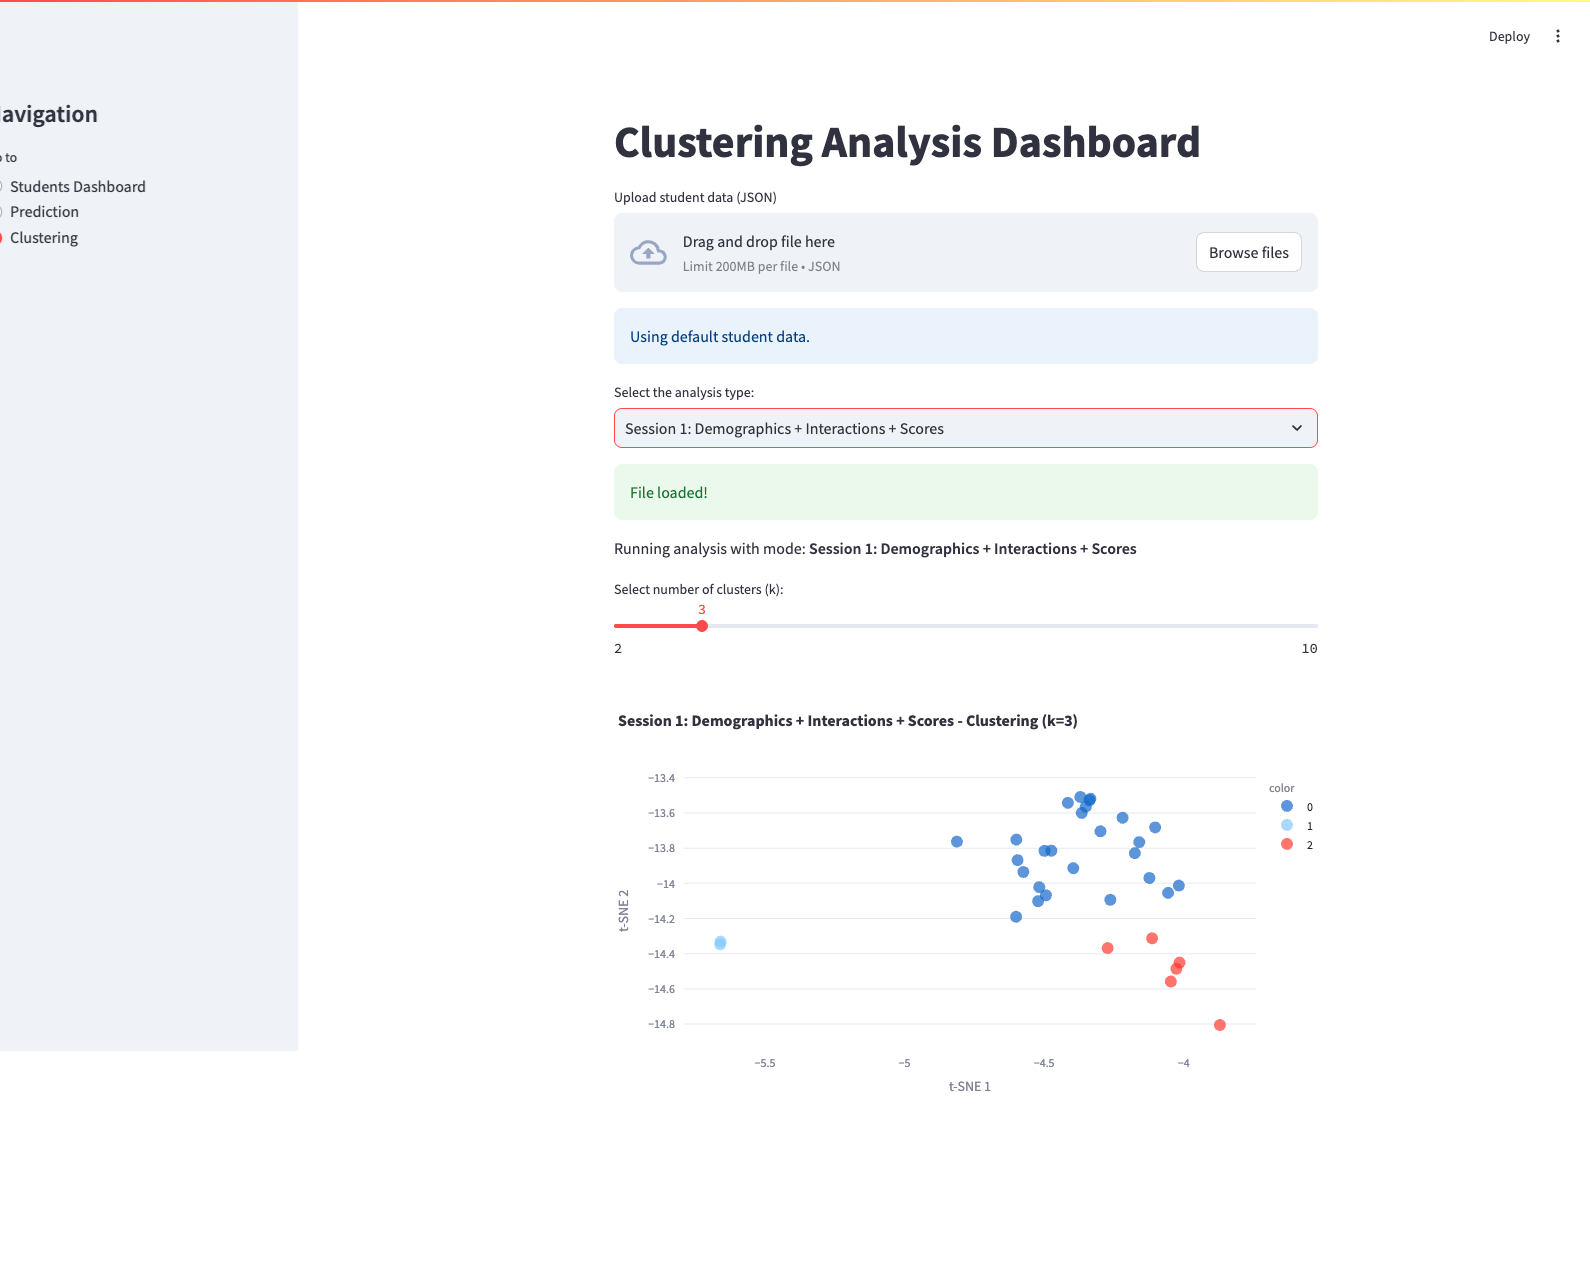 Deploy
avigation
o to
Students Dashboard
Prediction
Clustering
Clustering Analysis Dashboard
Upload student data (JSON)
Drag and drop file here
Limit 200MB per file • JSON
Browse files
Using default student data.
Select the analysis type:
Session 1: Demographics + Interactions + Scores
File loaded!
Running analysis with mode: Session 1: Demographics + Interactions + Scores
Select number of clusters (k):
3
2
10
Session 1: Demographics + Interactions + Scores - Clustering (k=3)
−13.4
−13.6
−13.8
−14
−14.2
−14.4
−14.6
−14.8
t-SNE 2
−5.5
−5
−4.5
−4
t-SNE 1
color
0
1
2